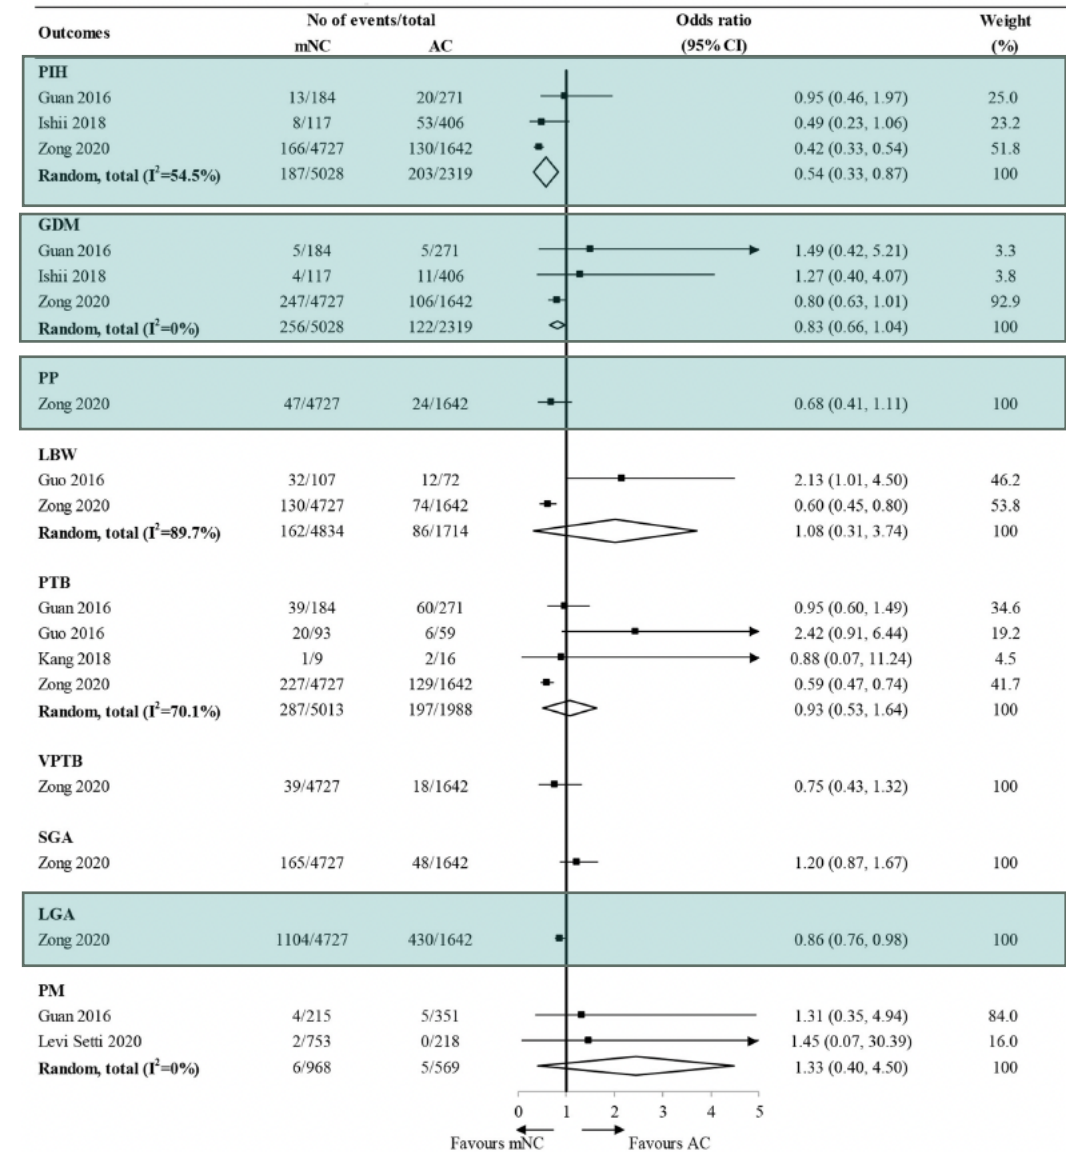 Outcomes No of events/total Odds ratio Weight
mNC AC (95% CI) (%)
PIH
Guan 2016 13/184 20/271 0.95 (0.46, 1.97) 25.0
Ishii 2018 8/117 53/406 0.49 (0.23, 1.06) 23.2
Zong 2020 166/4727 130/1642 0.42 (0.33, 0.54) 51.8
Random, total (I²=54.5%) 187/5028 203/2319 0.54 (0.33, 0.87) 100
GDM
Guan 2016 5/184 5/271 1.49 (0.42, 5.21) 3.3
Ishii 2018 4/117 11/406 1.27 (0.40, 4.07) 3.8
Zong 2020 247/4727 106/1642 0.80 (0.63, 1.01) 92.9
Random, total (I²=0%) 256/5028 122/2319 0.83 (0.66, 1.04) 100
PP
Zong 2020 47/4727 24/1642 0.68 (0.41, 1.11) 100
LBW
Guo 2016 32/107 12/72 2.13 (1.01, 4.50) 46.2
Zong 2020 130/4727 74/1642 0.60 (0.45, 0.80) 53.8
Random, total (I²=89.7%) 162/4834 86/1714 1.08 (0.31, 3.74) 100
PTB
Guan 2016 39/184 60/271 0.95 (0.60, 1.49) 34.6
Guo 2016 20/93 6/59 2.42 (0.91, 6.44) 19.2
Kang 2018 1/9 2/16 0.88 (0.07, 11.24) 4.5
Zong 2020 227/4727 129/1642 0.59 (0.47, 0.74) 41.7
Random, total (I²=70.1%) 287/5013 197/1988 0.93 (0.53, 1.64) 100
VPTB
Zong 2020 39/4727 18/1642 0.75 (0.43, 1.32) 100
SGA
Zong 2020 165/4727 48/1642 1.20 (0.87, 1.67) 100
LGA
Zong 2020 1104/4727 430/1642 0.86 (0.76, 0.98) 100
PM
Guan 2016 4/215 5/351 1.31 (0.35, 4.94) 84.0
Levi Setti 2020 2/753 0/218 1.45 (0.07, 30.39) 16.0
Random, total (I²=0%) 6/968 5/569 1.33 (0.40, 4.50) 100
0 1 2 3 4 5
Favours mNC Favours AC